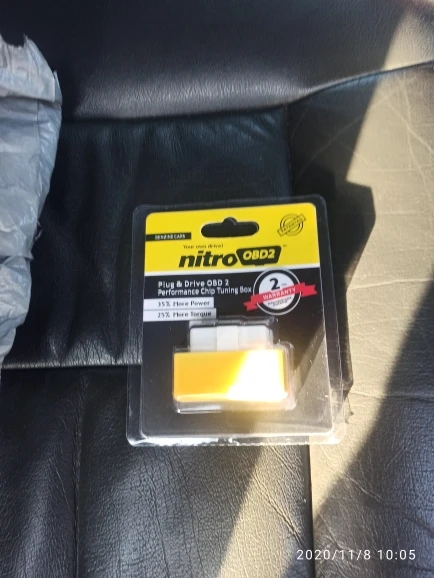 BENZINE CARS
Your own drive!
nitro OBD2
Plug & Drive OBD 2
Performance Chip Tuning Box
35% More Power
25% More Torque
2
WARRANTY
2020/11/8 10:05